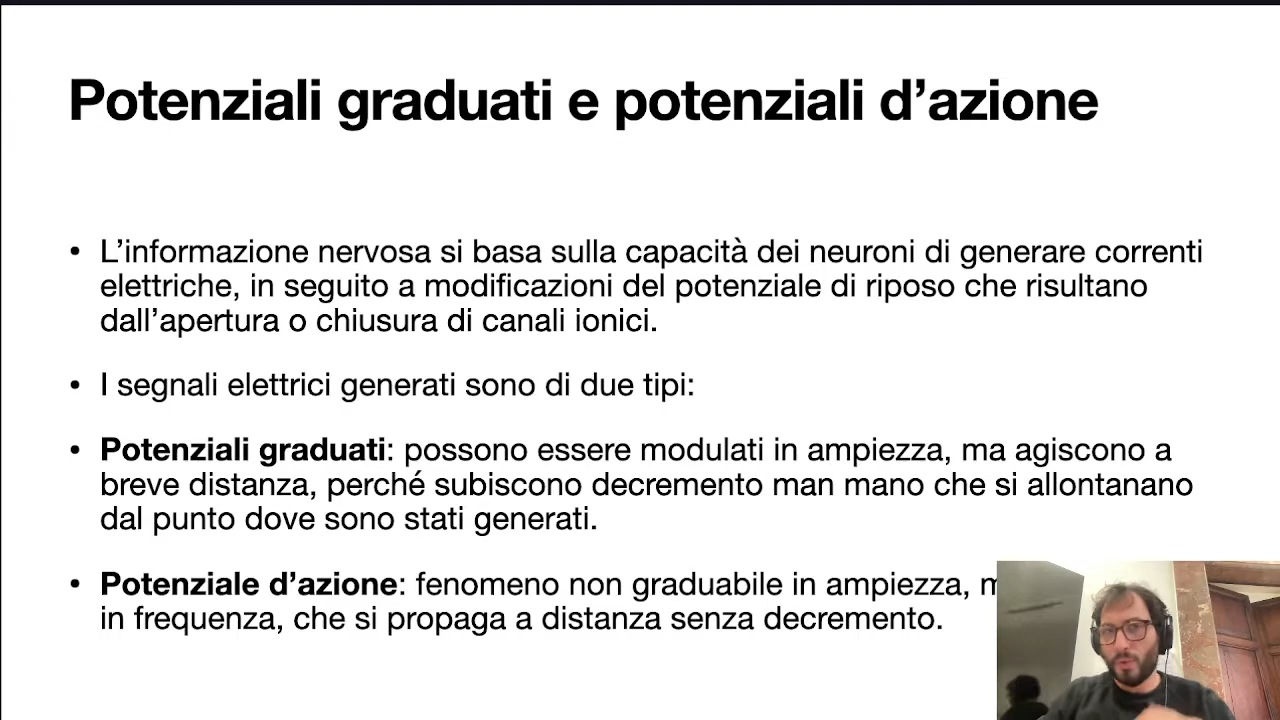 Potenziali graduati e potenziali d’azione
• L’informazione nervosa si basa sulla capacità dei neuroni di generare correnti
elettriche, in seguito a modificazioni del potenziale di riposo che risultano
dall’apertura o chiusura di canali ionici.
• I segnali elettrici generati sono di due tipi:
• Potenziali graduati: possono essere modulati in ampiezza, ma agiscono a
breve distanza, perché subiscono decremento man mano che si allontanano
dal punto dove sono stati generati.
• Potenziale d’azione: fenomeno non graduabile in ampiezza,
in frequenza, che si propaga a distanza senza decremento.